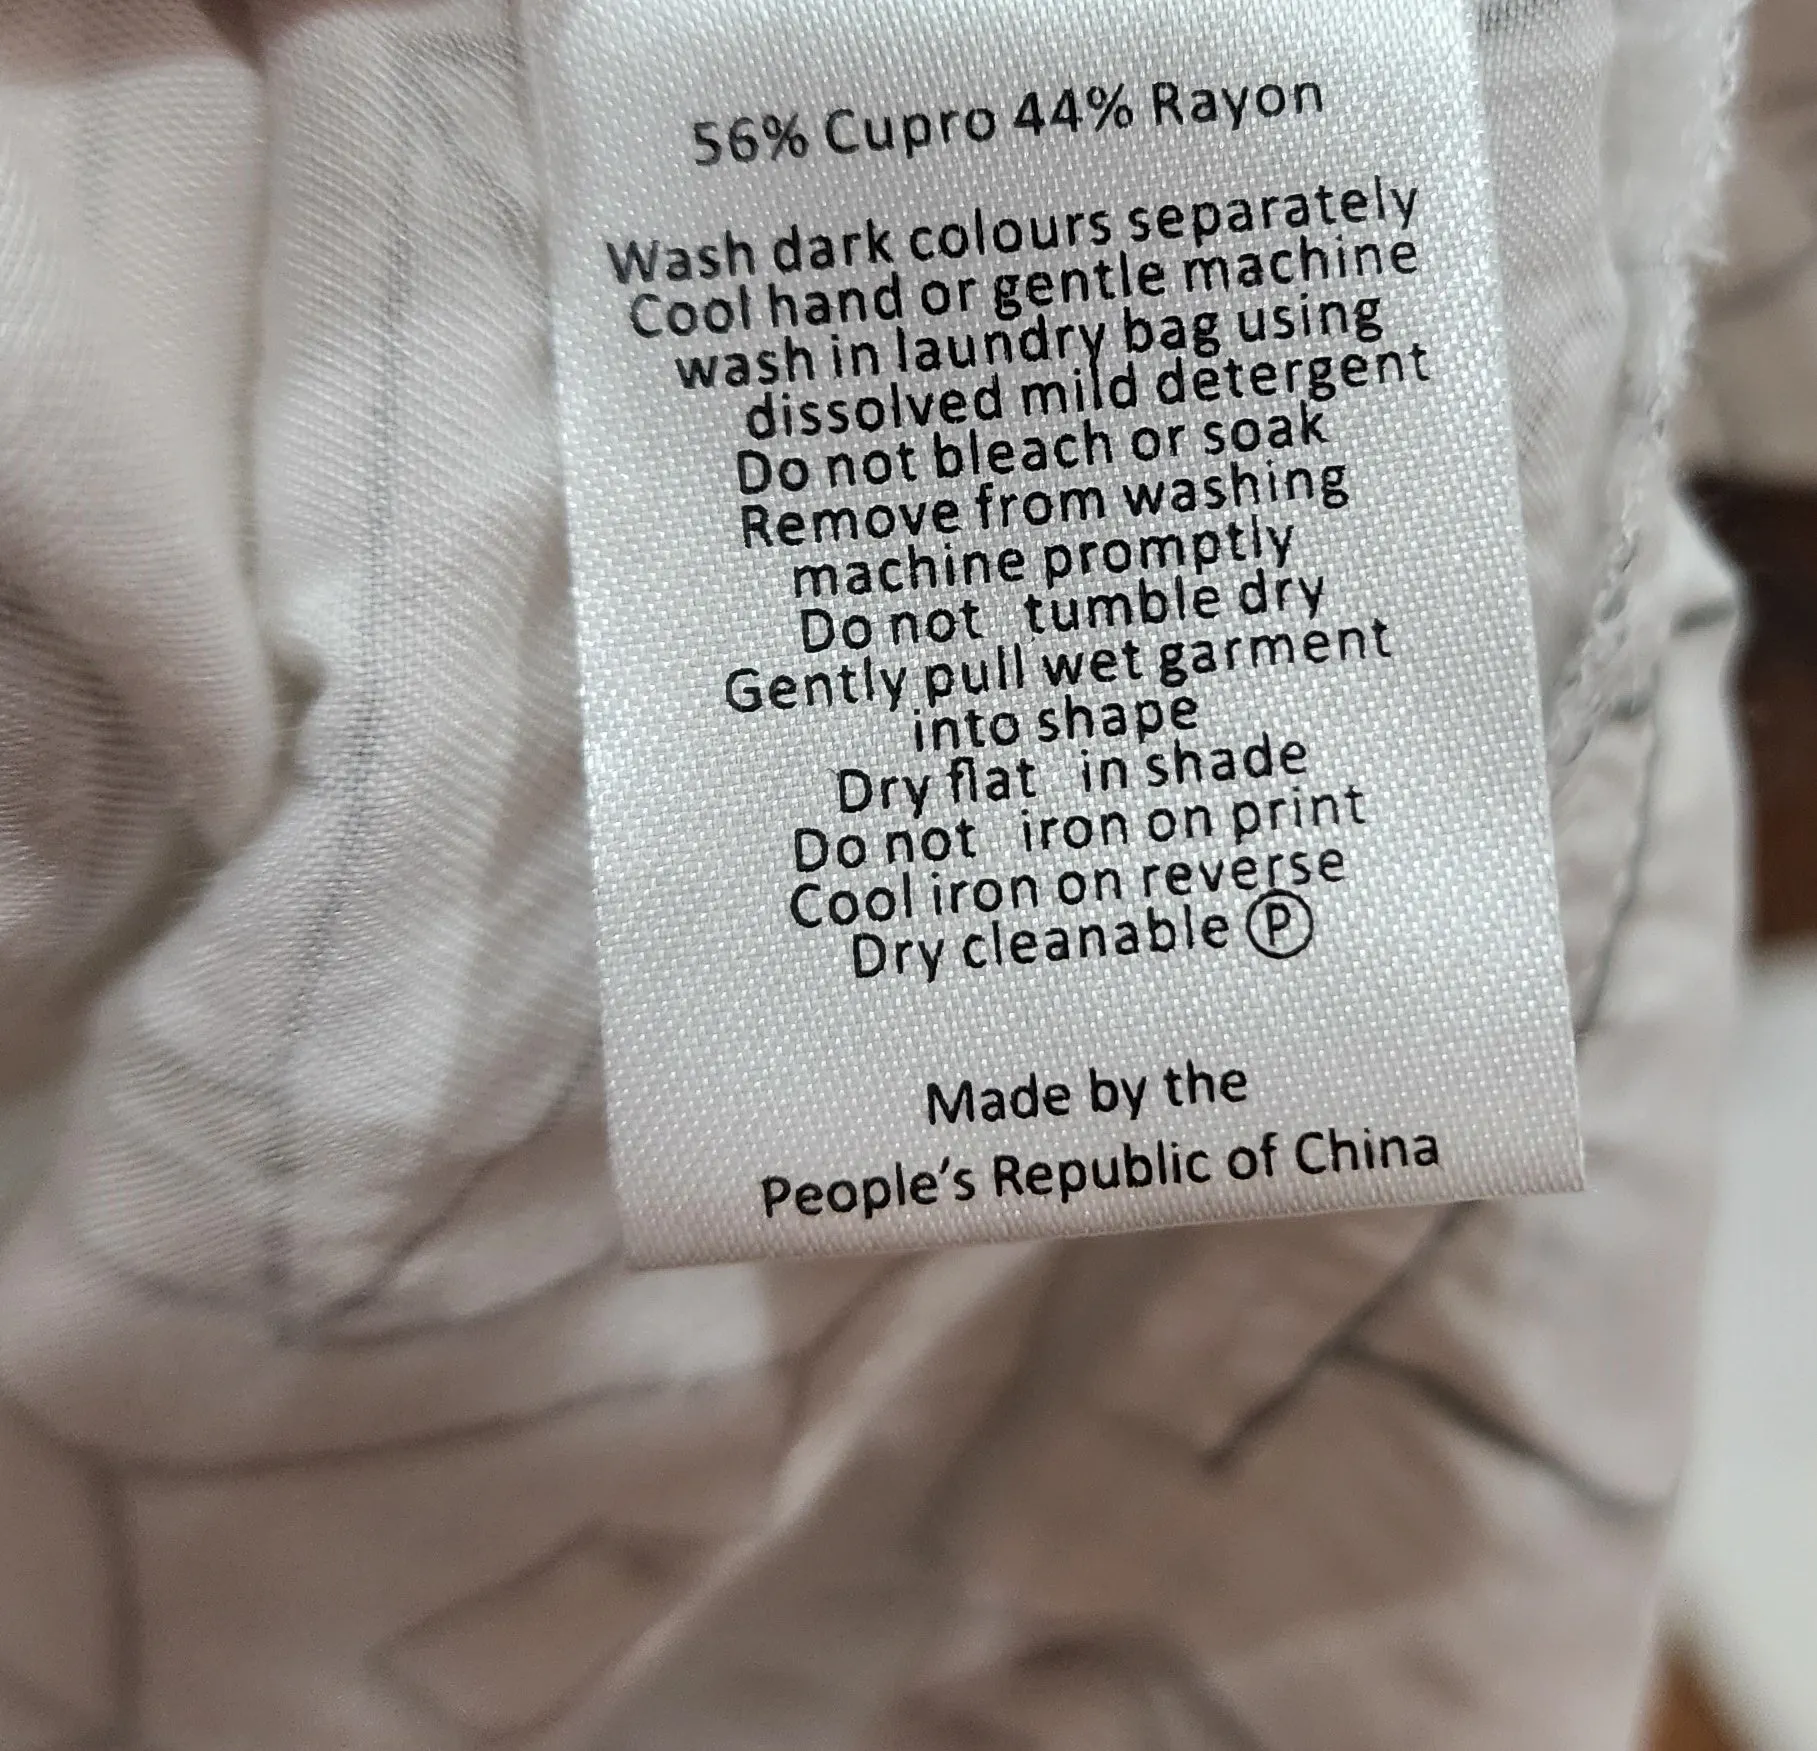 56% Cupro 44% Rayon
Wash dark colours separately
Cool hand or gentle machine
wash in laundry bag using
dissolved mild detergent
Do not bleach or soak
Remove from washing
machine promptly
Do not tumble dry
Gently pull wet garment
into shape
Dry flat in shade
Do not iron on print
Cool iron on reverse
Dry cleanable Ⓟ
Made by the
People's Republic of China